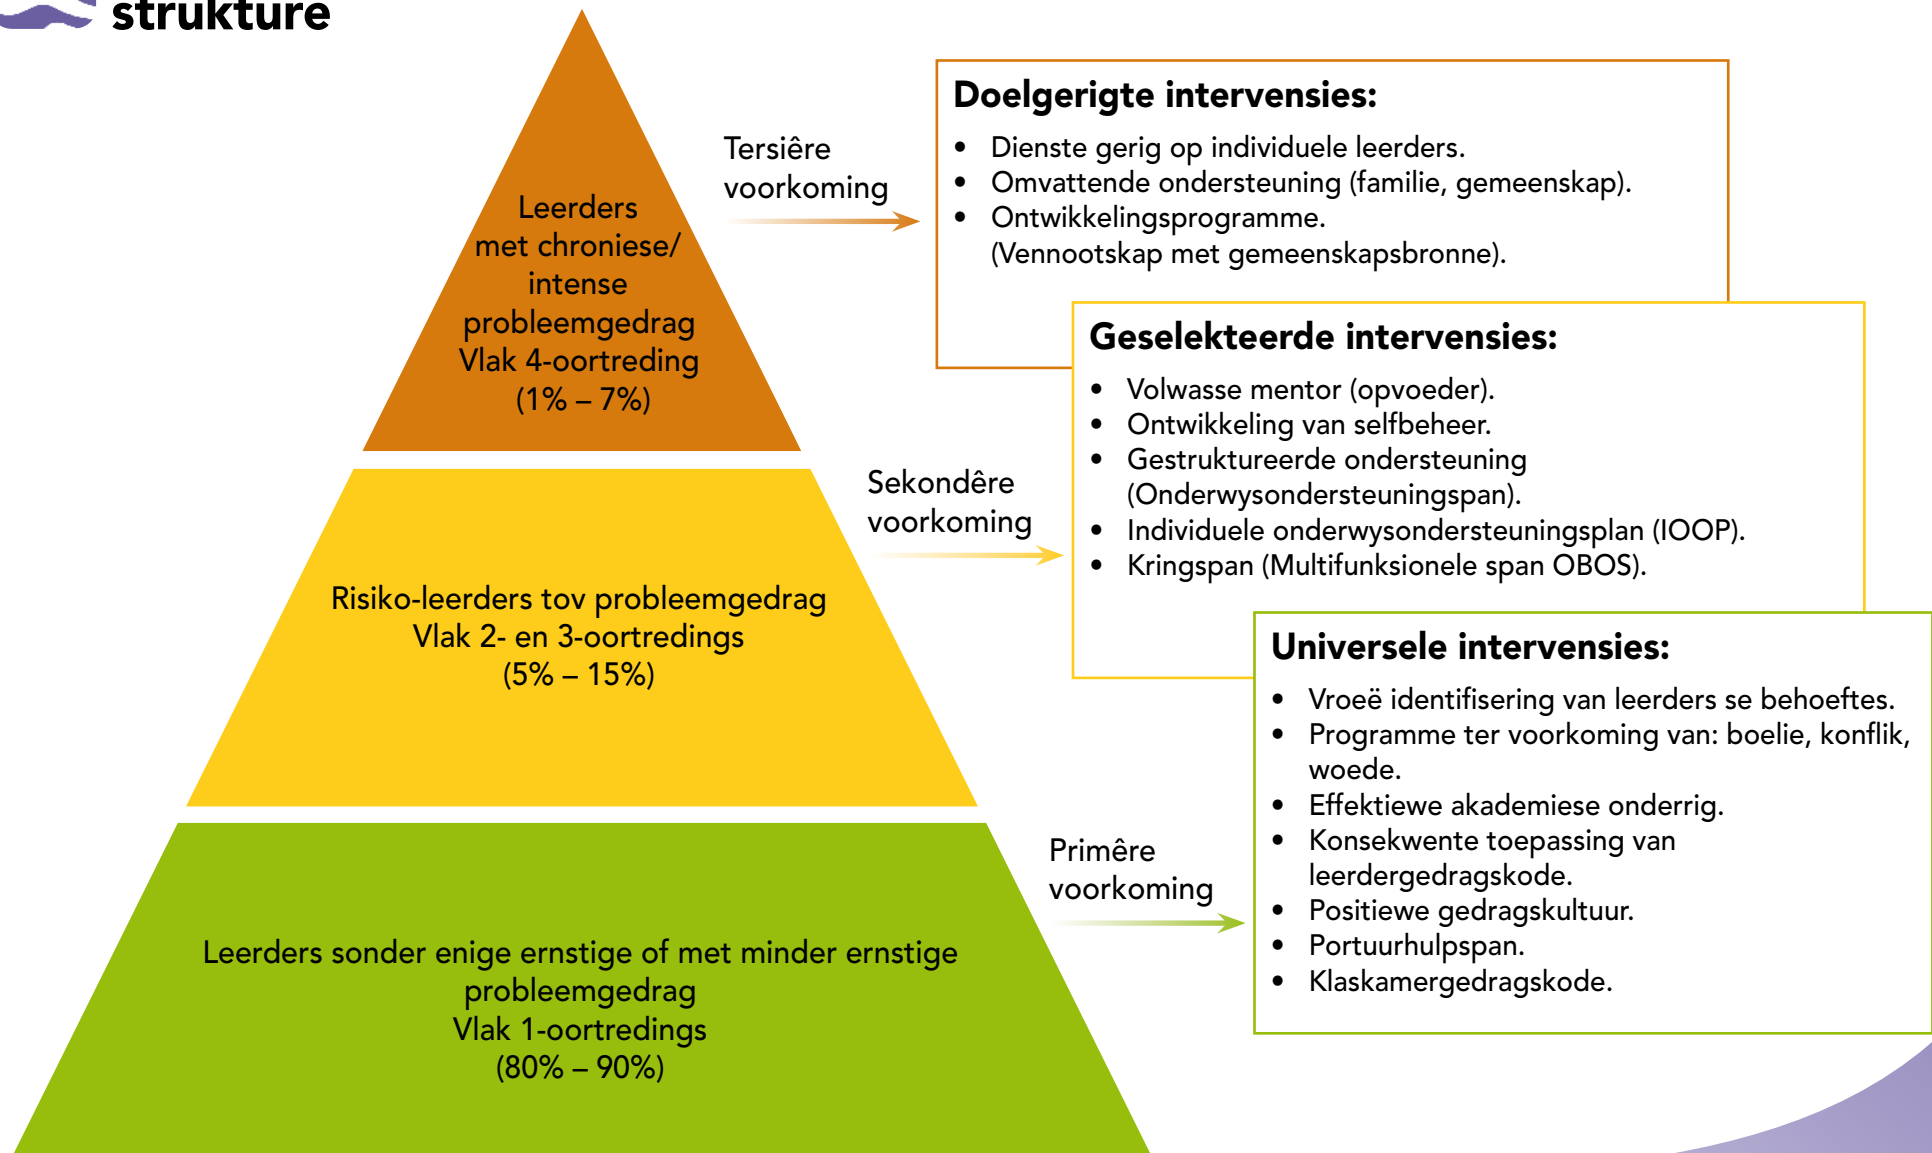 strukture
Leerders
met chroniese/
intense
probleemgedrag
Vlak 4-oortreding
(1% – 7%)
Tersiêre
voorkoming
Doelgerigte intervensies:
• Dienste gerig op individuele leerders.
• Omvattende ondersteuning (familie, gemeenskap).
• Ontwikkelingsprogramme.
(Vennootskap met gemeenskapsbronne).
Risiko-leerders tov probleemgedrag
Vlak 2- en 3-oortredings
(5% – 15%)
Sekondêre
voorkoming
Geselekteerde intervensies:
• Volwasse mentor (opvoeder).
• Ontwikkeling van selfbeheer.
• Gestruktureerde ondersteuning
(Onderwysondersteuningspan).
• Individuele onderwysondersteuningsplan (IOOP).
• Kringspan (Multifunksionele span OBOS).
Leerders sonder enige ernstige of met minder ernstige
probleemgedrag
Vlak 1-oortredings
(80% – 90%)
Primêre
voorkoming
Universele intervensies:
• Vroeë identifisering van leerders se behoeftes.
• Programme ter voorkoming van: boelie, konflik,
woede.
• Effektiewe akademiese onderrig.
• Konsekwente toepassing van
leerdergedragskode.
• Positiewe gedragskultuur.
• Portuurhulpspan.
• Klaskamergedragskode.